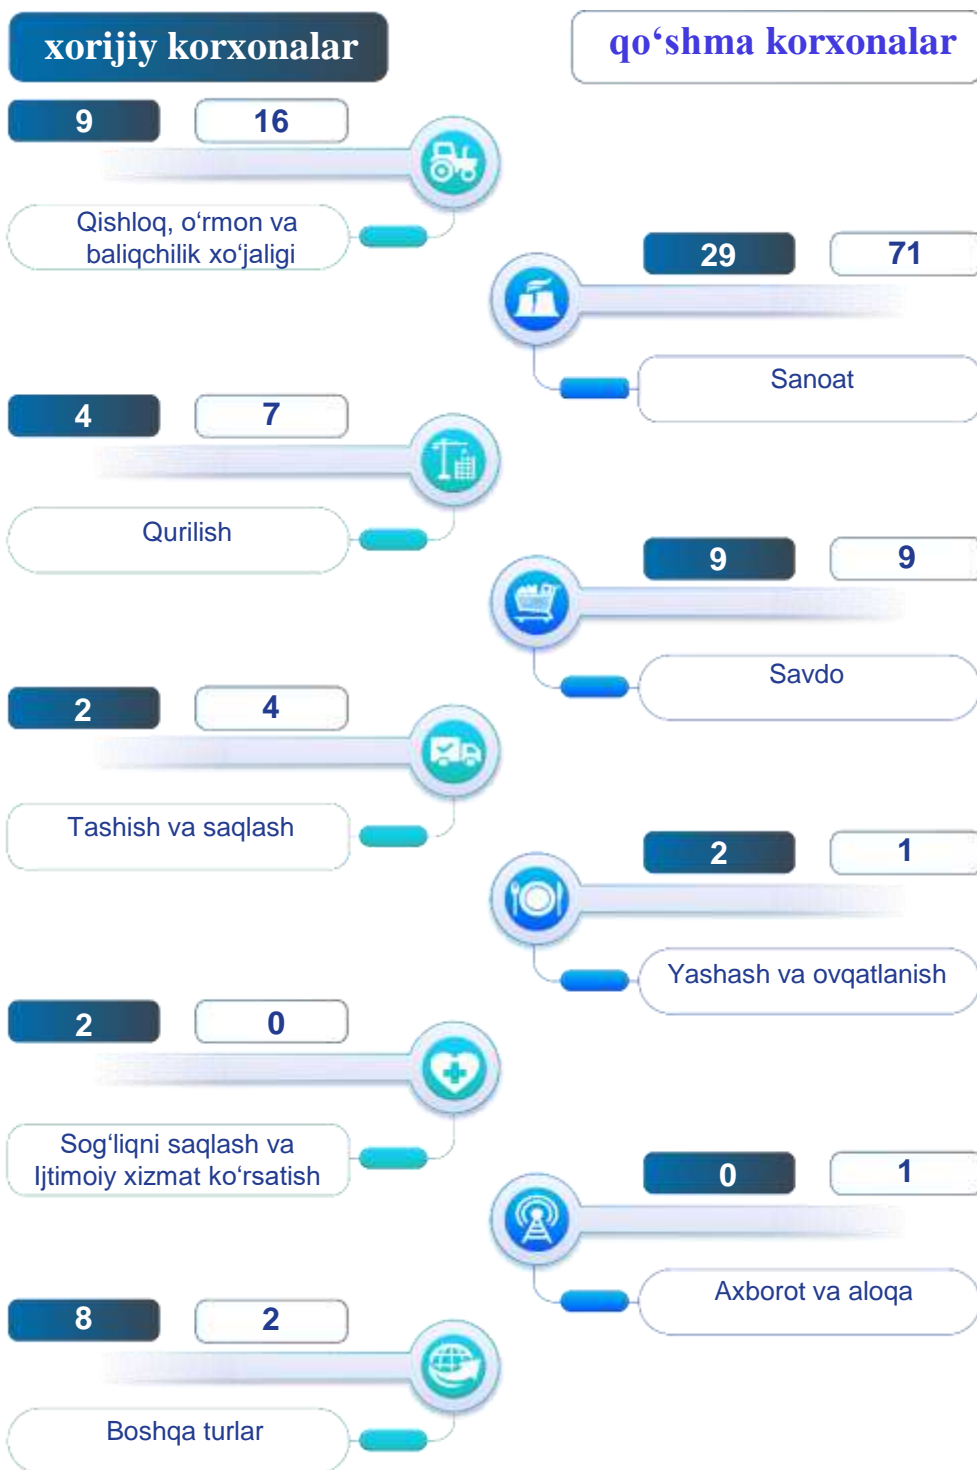 xorijiy korxonalar
qo‘shma korxonalar
9
16
Qishloq, o‘rmon va
baliqchilik xo‘jaligi
29
71
Sanoat
4
7
Qurilish
9
9
Savdo
2
4
Tashish va saqlash
2
1
Yashash va ovqatlanish
2
0
Sog‘liqni saqlash va
Ijtimoiy xizmat ko‘rsatish
0
1
Axborot va aloqa
8
2
Boshqa turlar